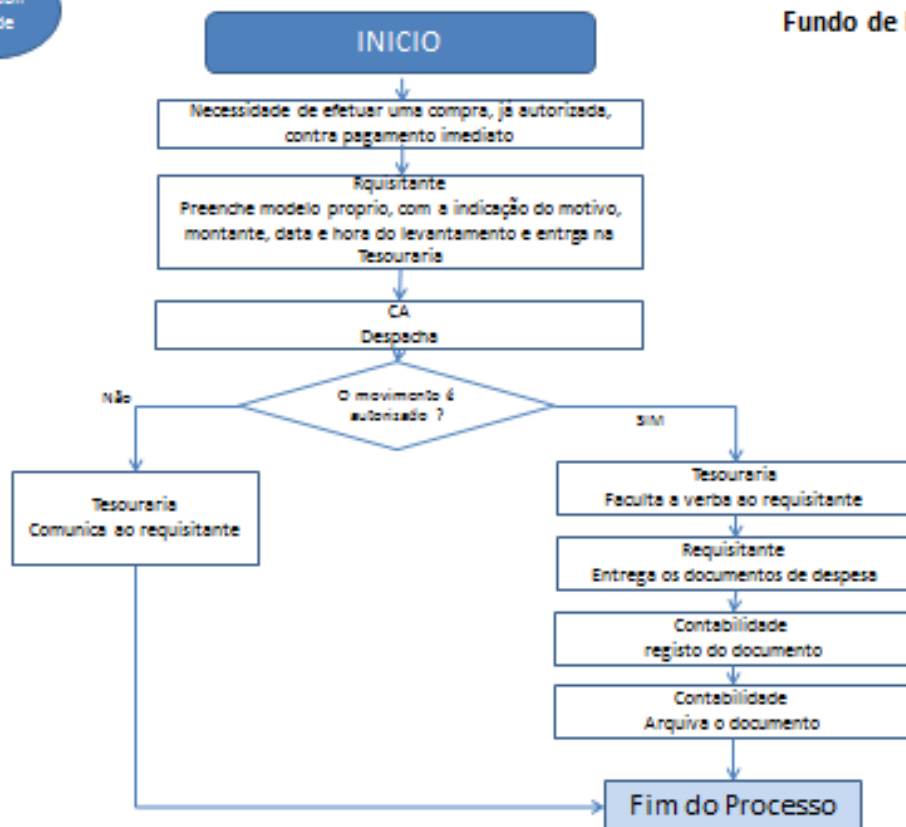 de
Fundo de
INICIO
Necessidade de efetuar uma compra, já autorizada,
contra pagamento imediato
Rquisitante
Preenche modelo proprio, com a indicação do motivo,
montante, data e hora do levantamento e entrga na
Tesouraria
CA
Despacha
O movimento é
autorizado ?
Não
SIM
Tesouraria
Comunica ao requisitante
Tesouraria
Faculta a verba ao requisitante
Requisitante
Entrega os documentos de despesa
Contabilidade
registo do documento
Contabilidade
Arquiva o documento
Fim do Processo